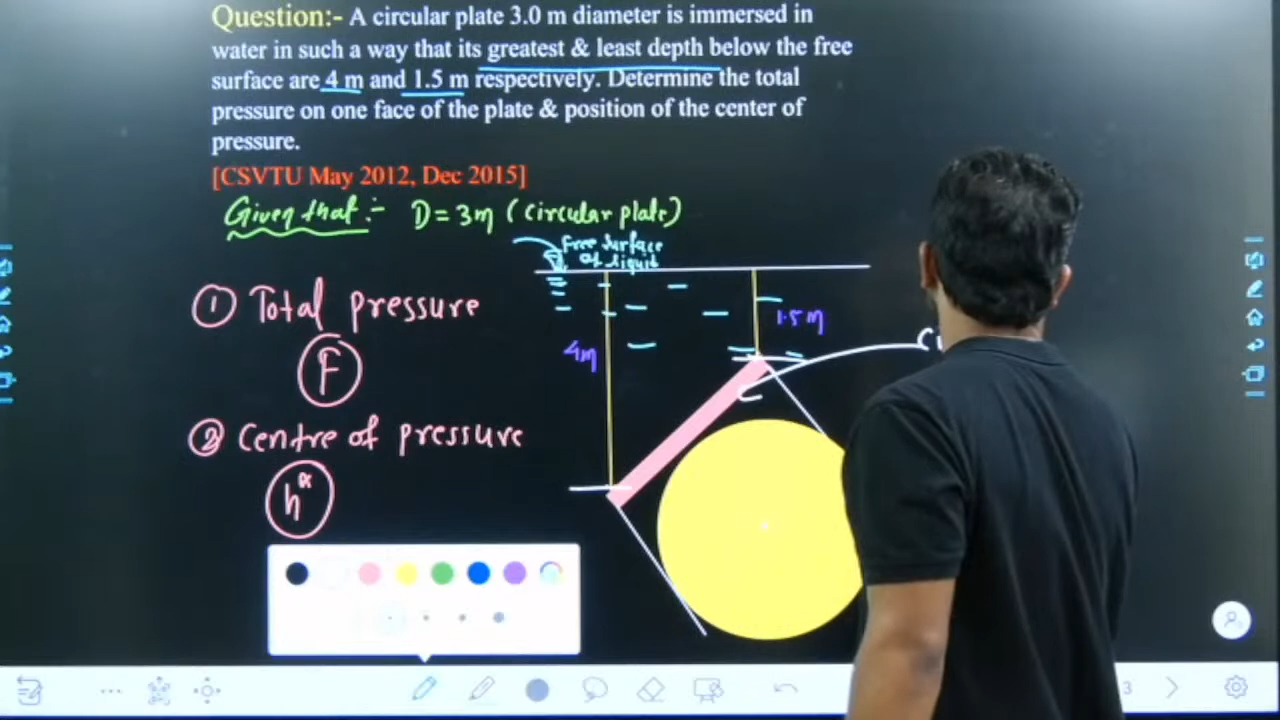 Question:- A circular plate 3.0 m diameter is immersed in
water in such a way that its greatest & least depth below the free
surface are 4 m and 1.5 m respectively. Determine the total
pressure on one face of the plate & position of the center of
pressure.
[CSVTU May 2012, Dec 2015]
Given that:- D = 3m (circular plate)
Free surface
of liquid
① Total pressure
F
4m
1.5m
② Centre of pressure
h*
3